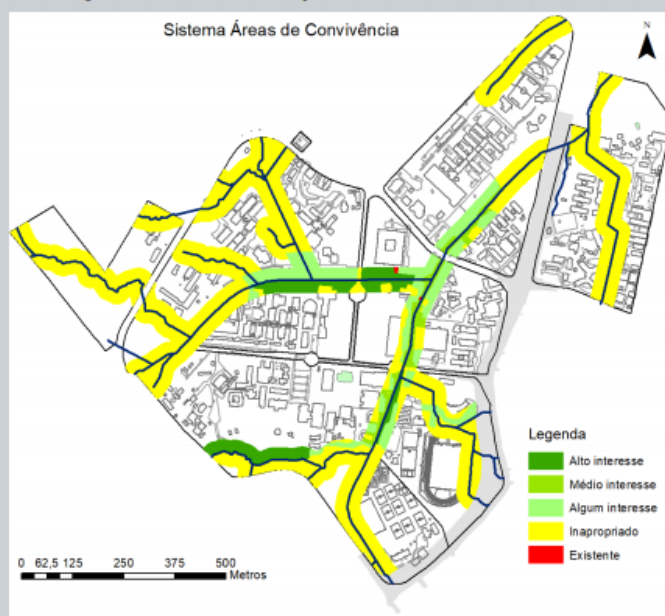 Sistema Áreas de Convivência
N
Legenda
Alto interesse
Médio interesse
Algum interesse
Inapropriado
Existente
0 62,5 125 250 375 500
Metros